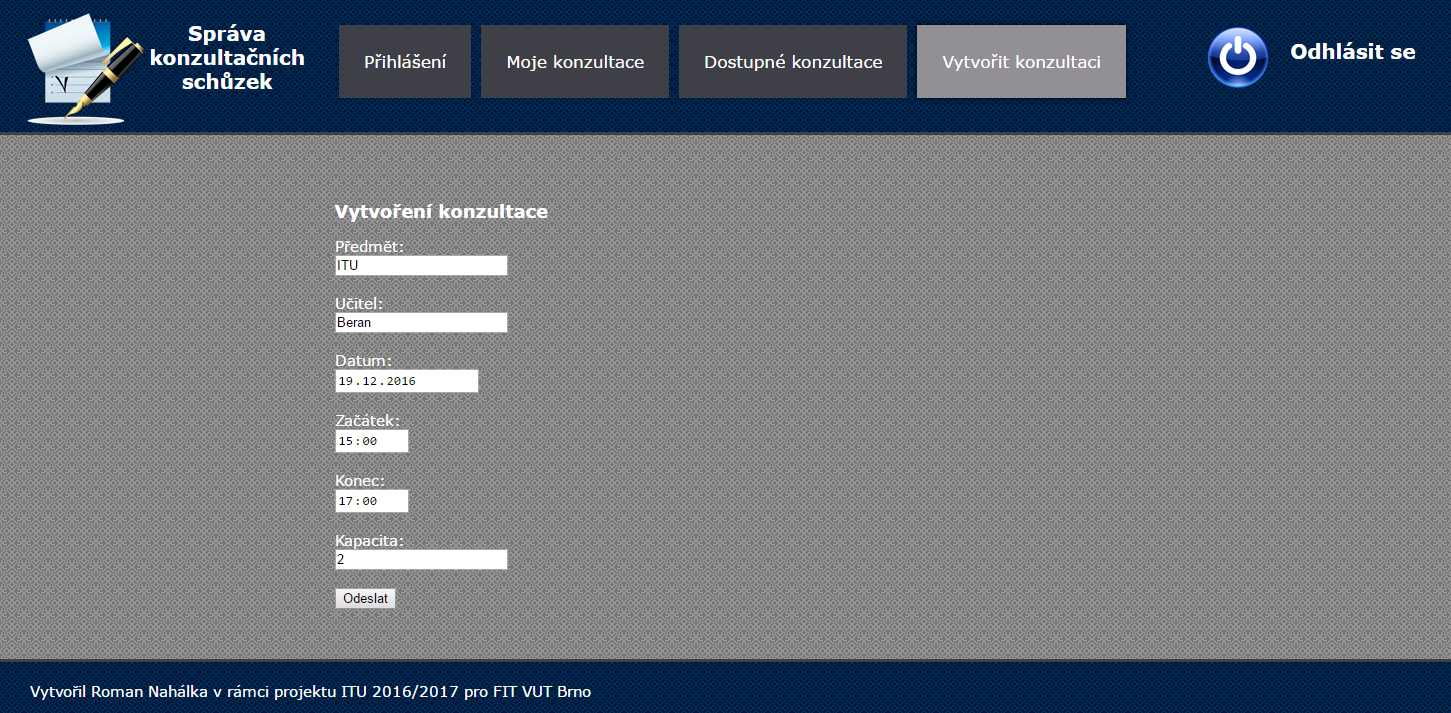 Správa
konzultačních
schůzek
Přihlášení
Moje konzultace
Dostupné konzultace
Vytvořit konzultaci
Odhlásit se
Vytvoření konzultace
Předmět:
ITU
Učitel:
Beran
Datum:
19.12.2016
Začátek:
15:00
Konec:
17:00
Kapacita:
2
Odeslat
Vytvořil Roman Nahálka v rámci projektu ITU 2016/2017 pro FIT VUT Brno